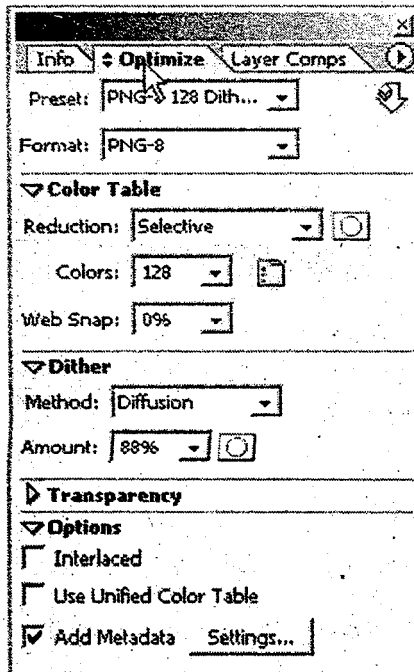 Info Optimize Layer Comps
Preset: PNG-8 128 Dith...
Format: PNG-8
Color Table
Reduction: Selective
Colors: 128
Web Snap: 0%
Dither
Method: Diffusion
Amount: 88%
Transparency
Options
Interlaced
Use Unified Color Table
Add Metadata Settings...